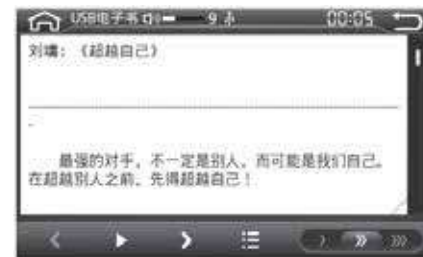 USB电子书 9 00:05
刘墉：《超越自己》
最强的对手，不一定是别人，而可能是我们自己。
在超越别人之前，先得超越自己！